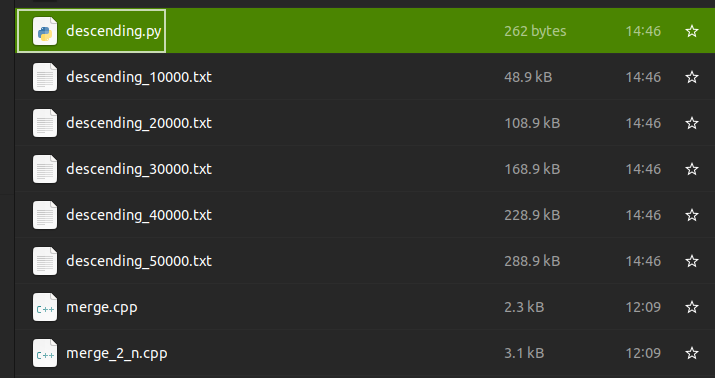 descending.py 262 bytes 14:46
descending_10000.txt 48.9 kB 14:46
descending_20000.txt 108.9 kB 14:46
descending_30000.txt 168.9 kB 14:46
descending_40000.txt 228.9 kB 14:46
descending_50000.txt 288.9 kB 14:46
C++ merge.cpp 2.3 kB 12:09
C++ merge_2_n.cpp 3.1 kB 12:09